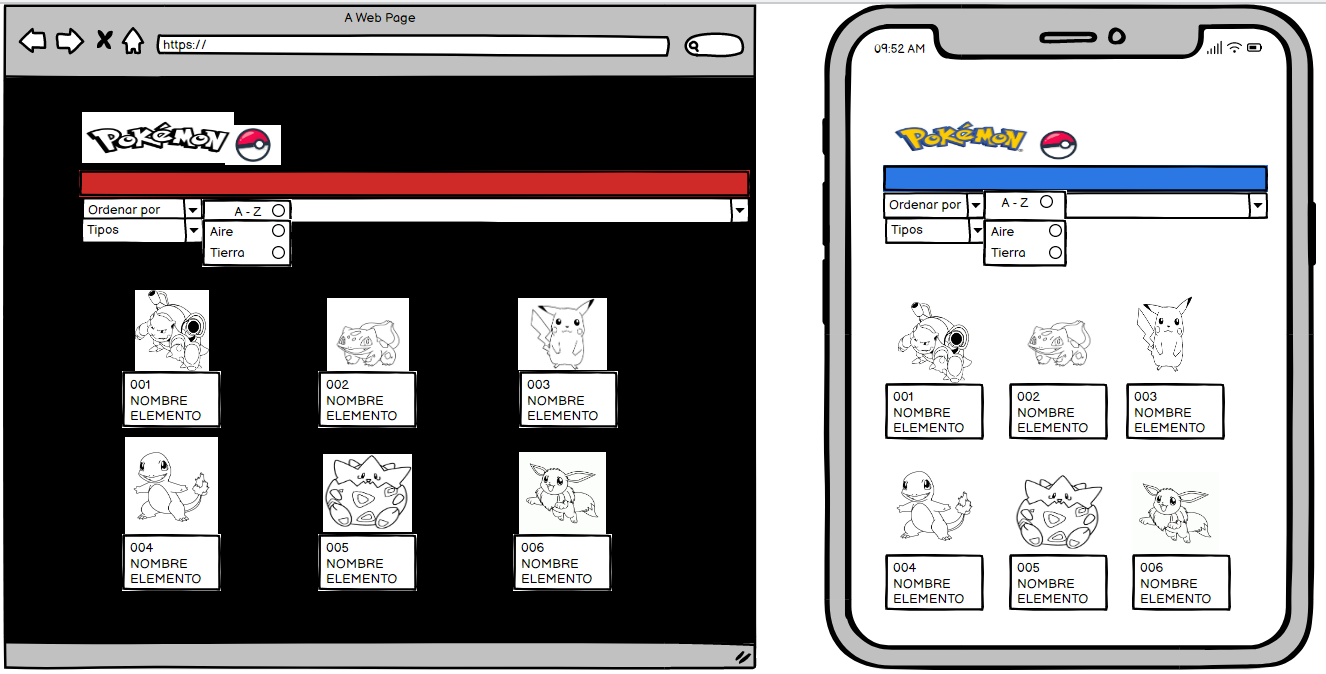 A Web Page
https://
POKéMON
Ordenar por
A - Z
Tipos
Aire
Tierra
001
NOMBRE
ELEMENTO
002
NOMBRE
ELEMENTO
003
NOMBRE
ELEMENTO
004
NOMBRE
ELEMENTO
005
NOMBRE
ELEMENTO
006
NOMBRE
ELEMENTO
09:52 AM
POKéMON
Ordenar por
A - Z
Tipos
Aire
Tierra
001
NOMBRE
ELEMENTO
002
NOMBRE
ELEMENTO
003
NOMBRE
ELEMENTO
004
NOMBRE
ELEMENTO
005
NOMBRE
ELEMENTO
006
NOMBRE
ELEMENTO